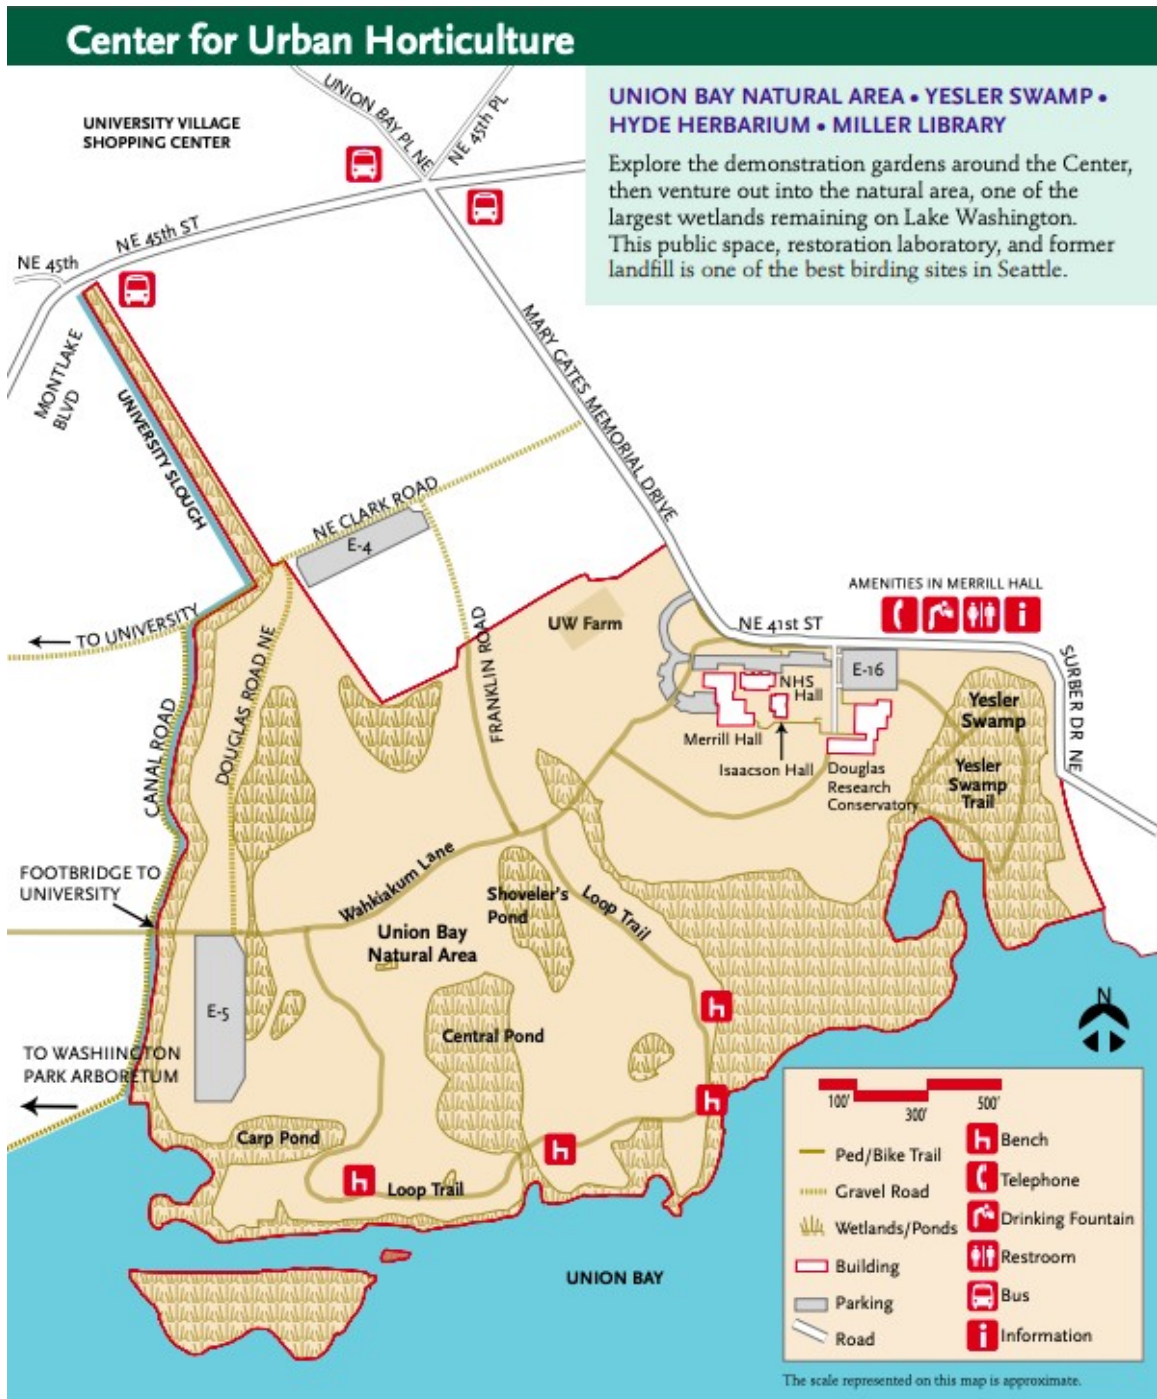 Center for Urban Horticulture
UNION BAY NATURAL AREA • YESLER SWAMP •
HYDE HERBARIUM • MILLER LIBRARY
Explore the demonstration gardens around the Center,
then venture out into the natural area, one of the
largest wetlands remaining on Lake Washington.
This public space, restoration laboratory, and former
landfill is one of the best birding sites in Seattle.
UNIVERSITY VILLAGE
SHOPPING CENTER
UNION BAY PL NE
NE 45th PL
NE 45th ST
NE 45th
MONTLAKE
BLVD
UNIVERSITY SLOUGH
MARY GATES MEMORIAL DRIVE
NE CLARK ROAD
E-4
TO UNIVERSITY
DOUGLAS ROAD NE
CANAL ROAD
FRANKLIN ROAD
UW Farm
NE 41st ST
AMENITIES IN MERRILL HALL
SURBER DR NE
E-16
NHS
Hall
Merrill Hall
Isaacson Hall
Douglas
Research
Conservatory
Yesler
Swamp
Yesler
Swamp
Trail
FOOTBRIDGE TO
UNIVERSITY
Wahkiakum Lane
Shoveler's
Pond
Loop Trail
Union Bay
Natural Area
E-5
Central Pond
TO WASHIINGTON
PARK ARBORETUM
Carp Pond
Loop Trail
UNION BAY
N
100'
300'
500'
Ped/Bike Trail
Gravel Road
Wetlands/Ponds
Building
Parking
Road
Bench
Telephone
Drinking Fountain
Restroom
Bus
Information
The scale represented on this map is approximate.